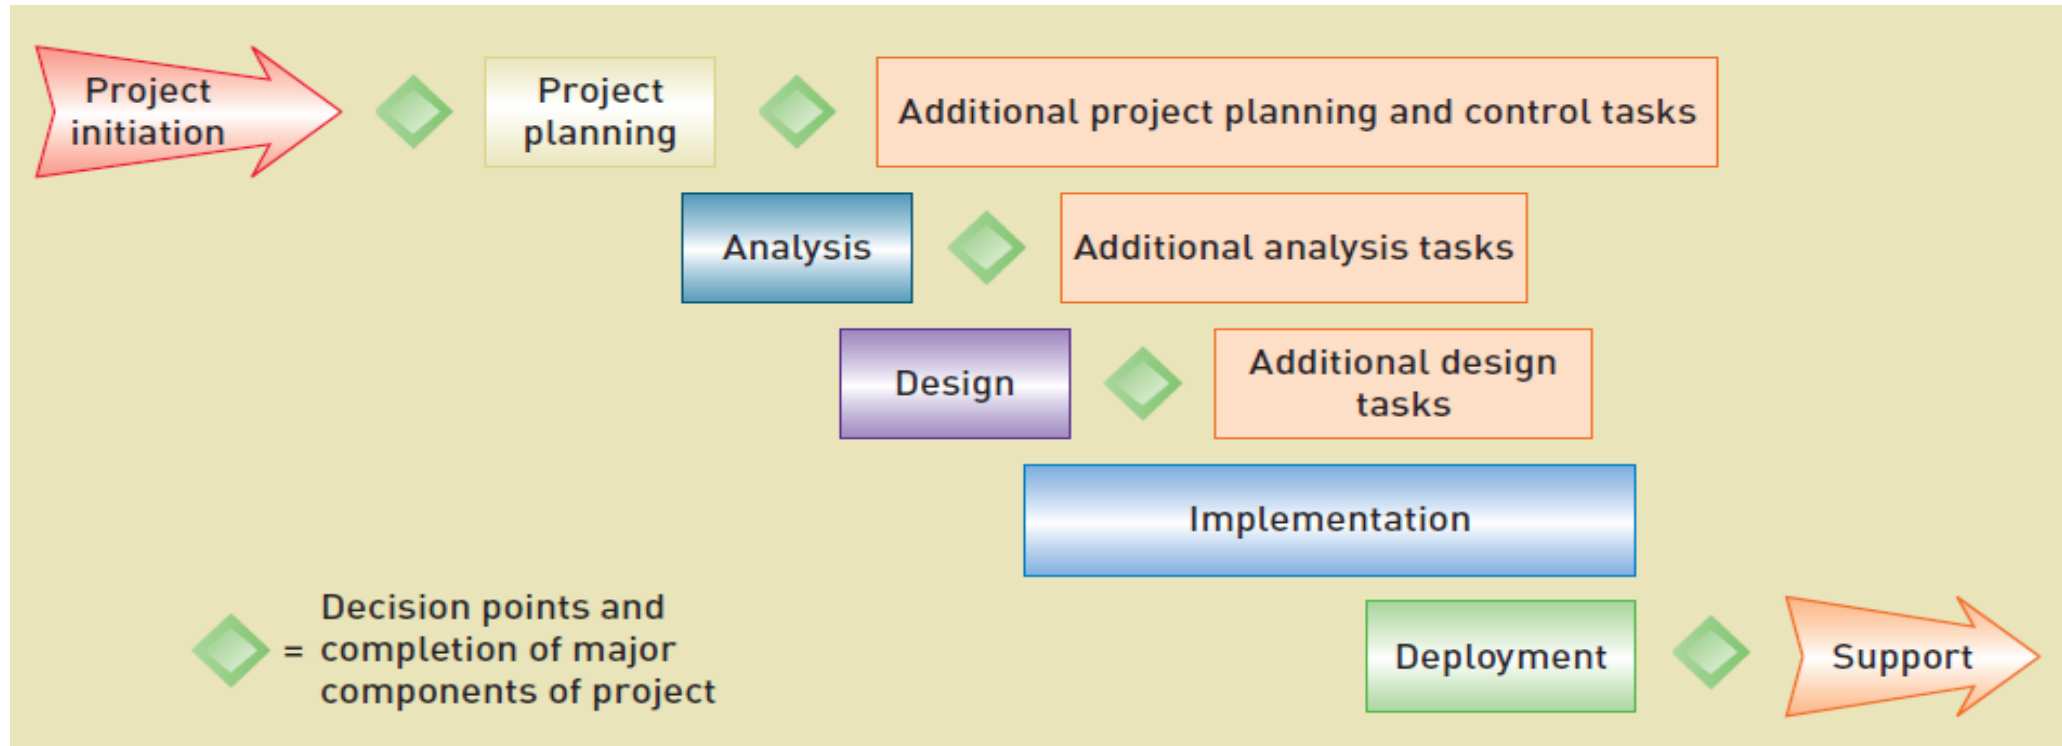 Project
initiation
Project
planning
Additional project planning and control tasks
Analysis
Additional analysis tasks
Design
Additional design
tasks
Implementation
Deployment
Support
= Decision points and
completion of major
components of project